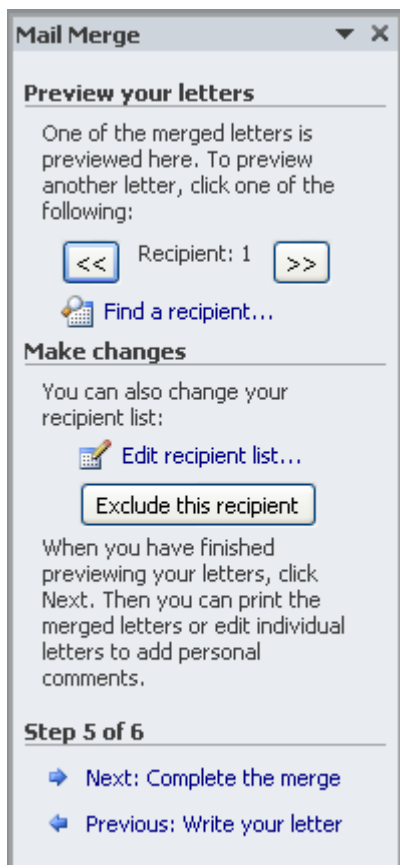 Mail Merge
Preview your letters
One of the merged letters is
previewed here. To preview
another letter, click one of the
following:
<< Recipient: 1 >>
Find a recipient...
Make changes
You can also change your
recipient list:
Edit recipient list...
Exclude this recipient
When you have finished
previewing your letters, click
Next. Then you can print the
merged letters or edit individual
letters to add personal
comments.
Step 5 of 6
Next: Complete the merge
Previous: Write your letter